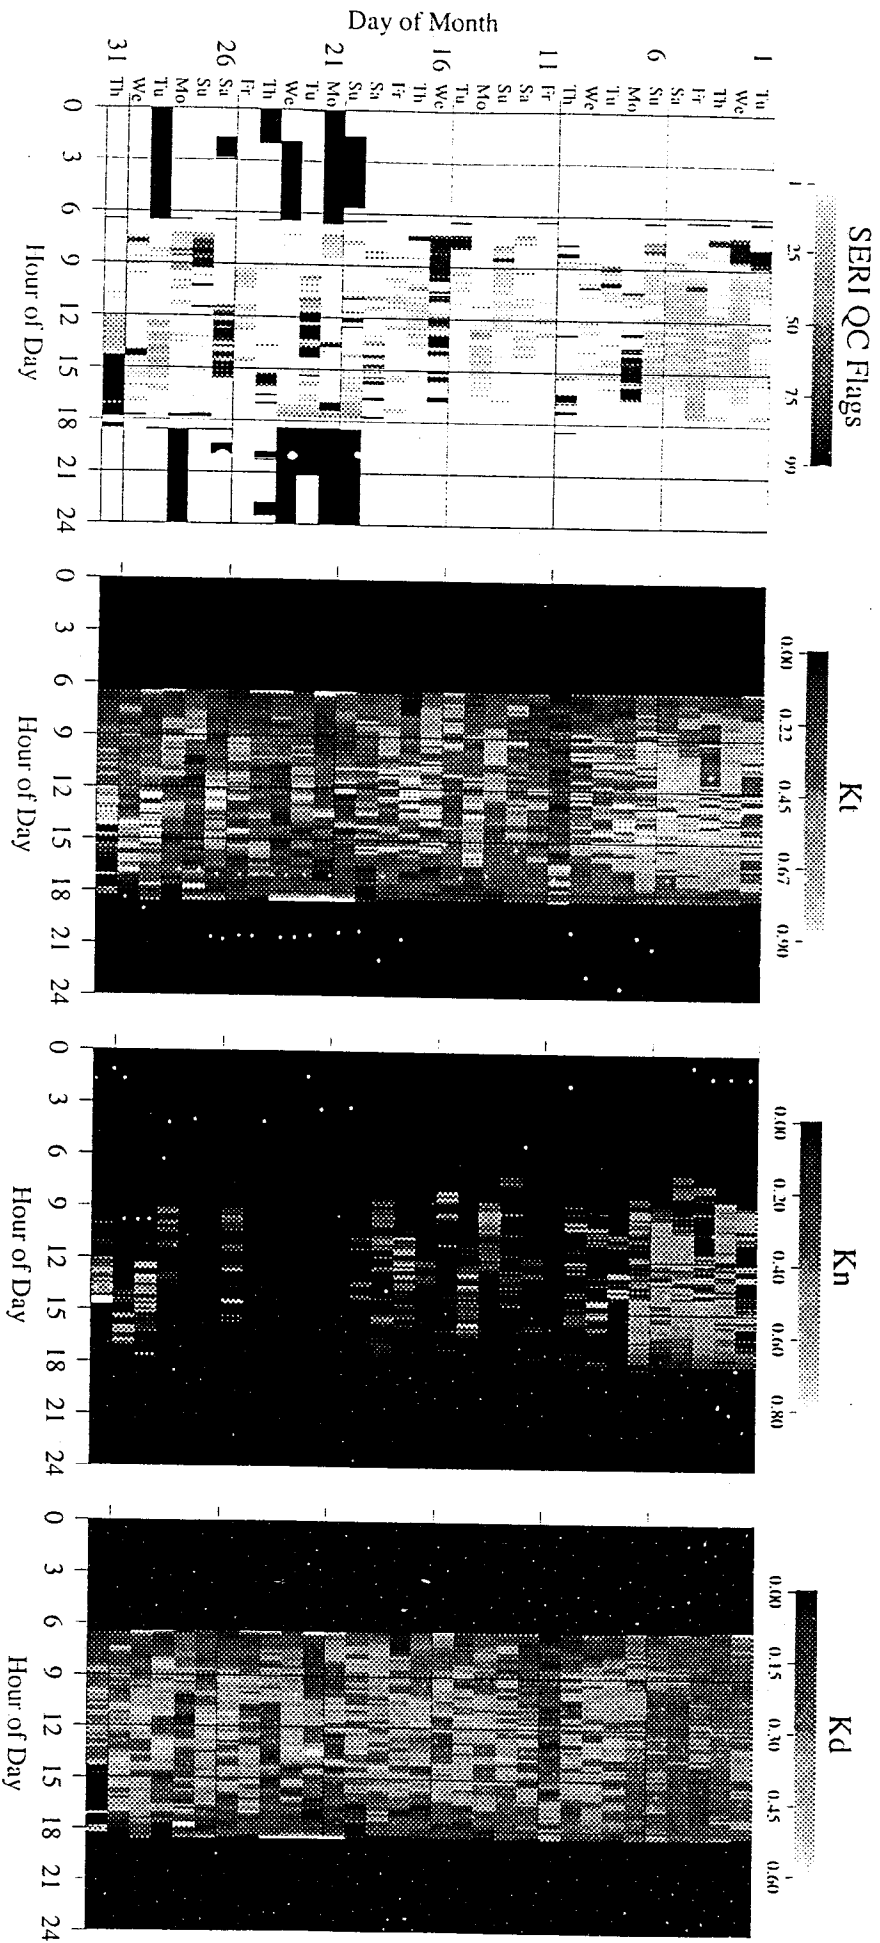 SERI QC Flags
1 25 50 75 99
Kt
0.00 0.22 0.45 0.67 0.90
Kn
0.00 0.20 0.40 0.60 0.80
Kd
0.00 0.15 0.30 0.45 0.60
Day of Month
1 Tu
We
Th
Fr
Sa
6 Su
Mo
Tu
We
Th
11 Fr
Sa
Su
Mo
Tu
16 We
Th
Fr
Sa
Su
21 Mo
Tu
We
Th
Fr
26 Sa
Su
Mo
Tu
We
31 Th
0 3 6 9 12 15 18 21 24
Hour of Day
0 3 6 9 12 15 18 21 24
Hour of Day
0 3 6 9 12 15 18 21 24
Hour of Day
0 3 6 9 12 15 18 21 24
Hour of Day